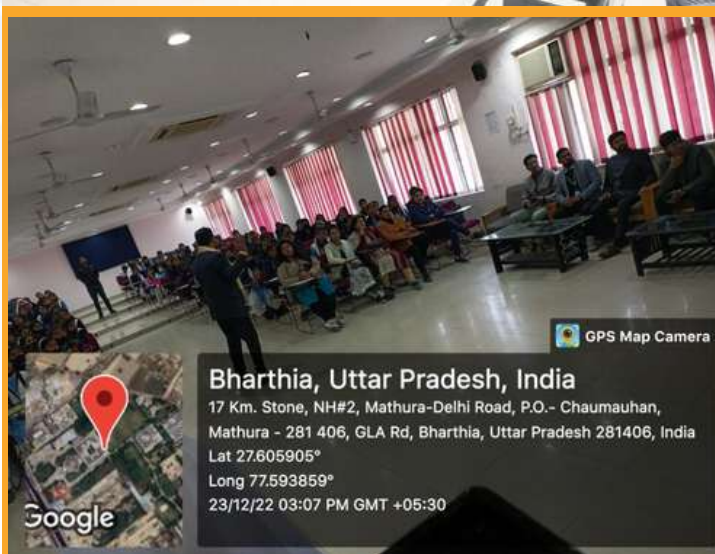 GPS Map Camera
Bharthia, Uttar Pradesh, India
17 Km. Stone, NH#2, Mathura-Delhi Road, P.O.- Chaumauhan,
Mathura - 281 406, GLA Rd, Bharthia, Uttar Pradesh 281406, India
Lat 27.605905°
Long 77.593859°
23/12/22 03:07 PM GMT +05:30
Google